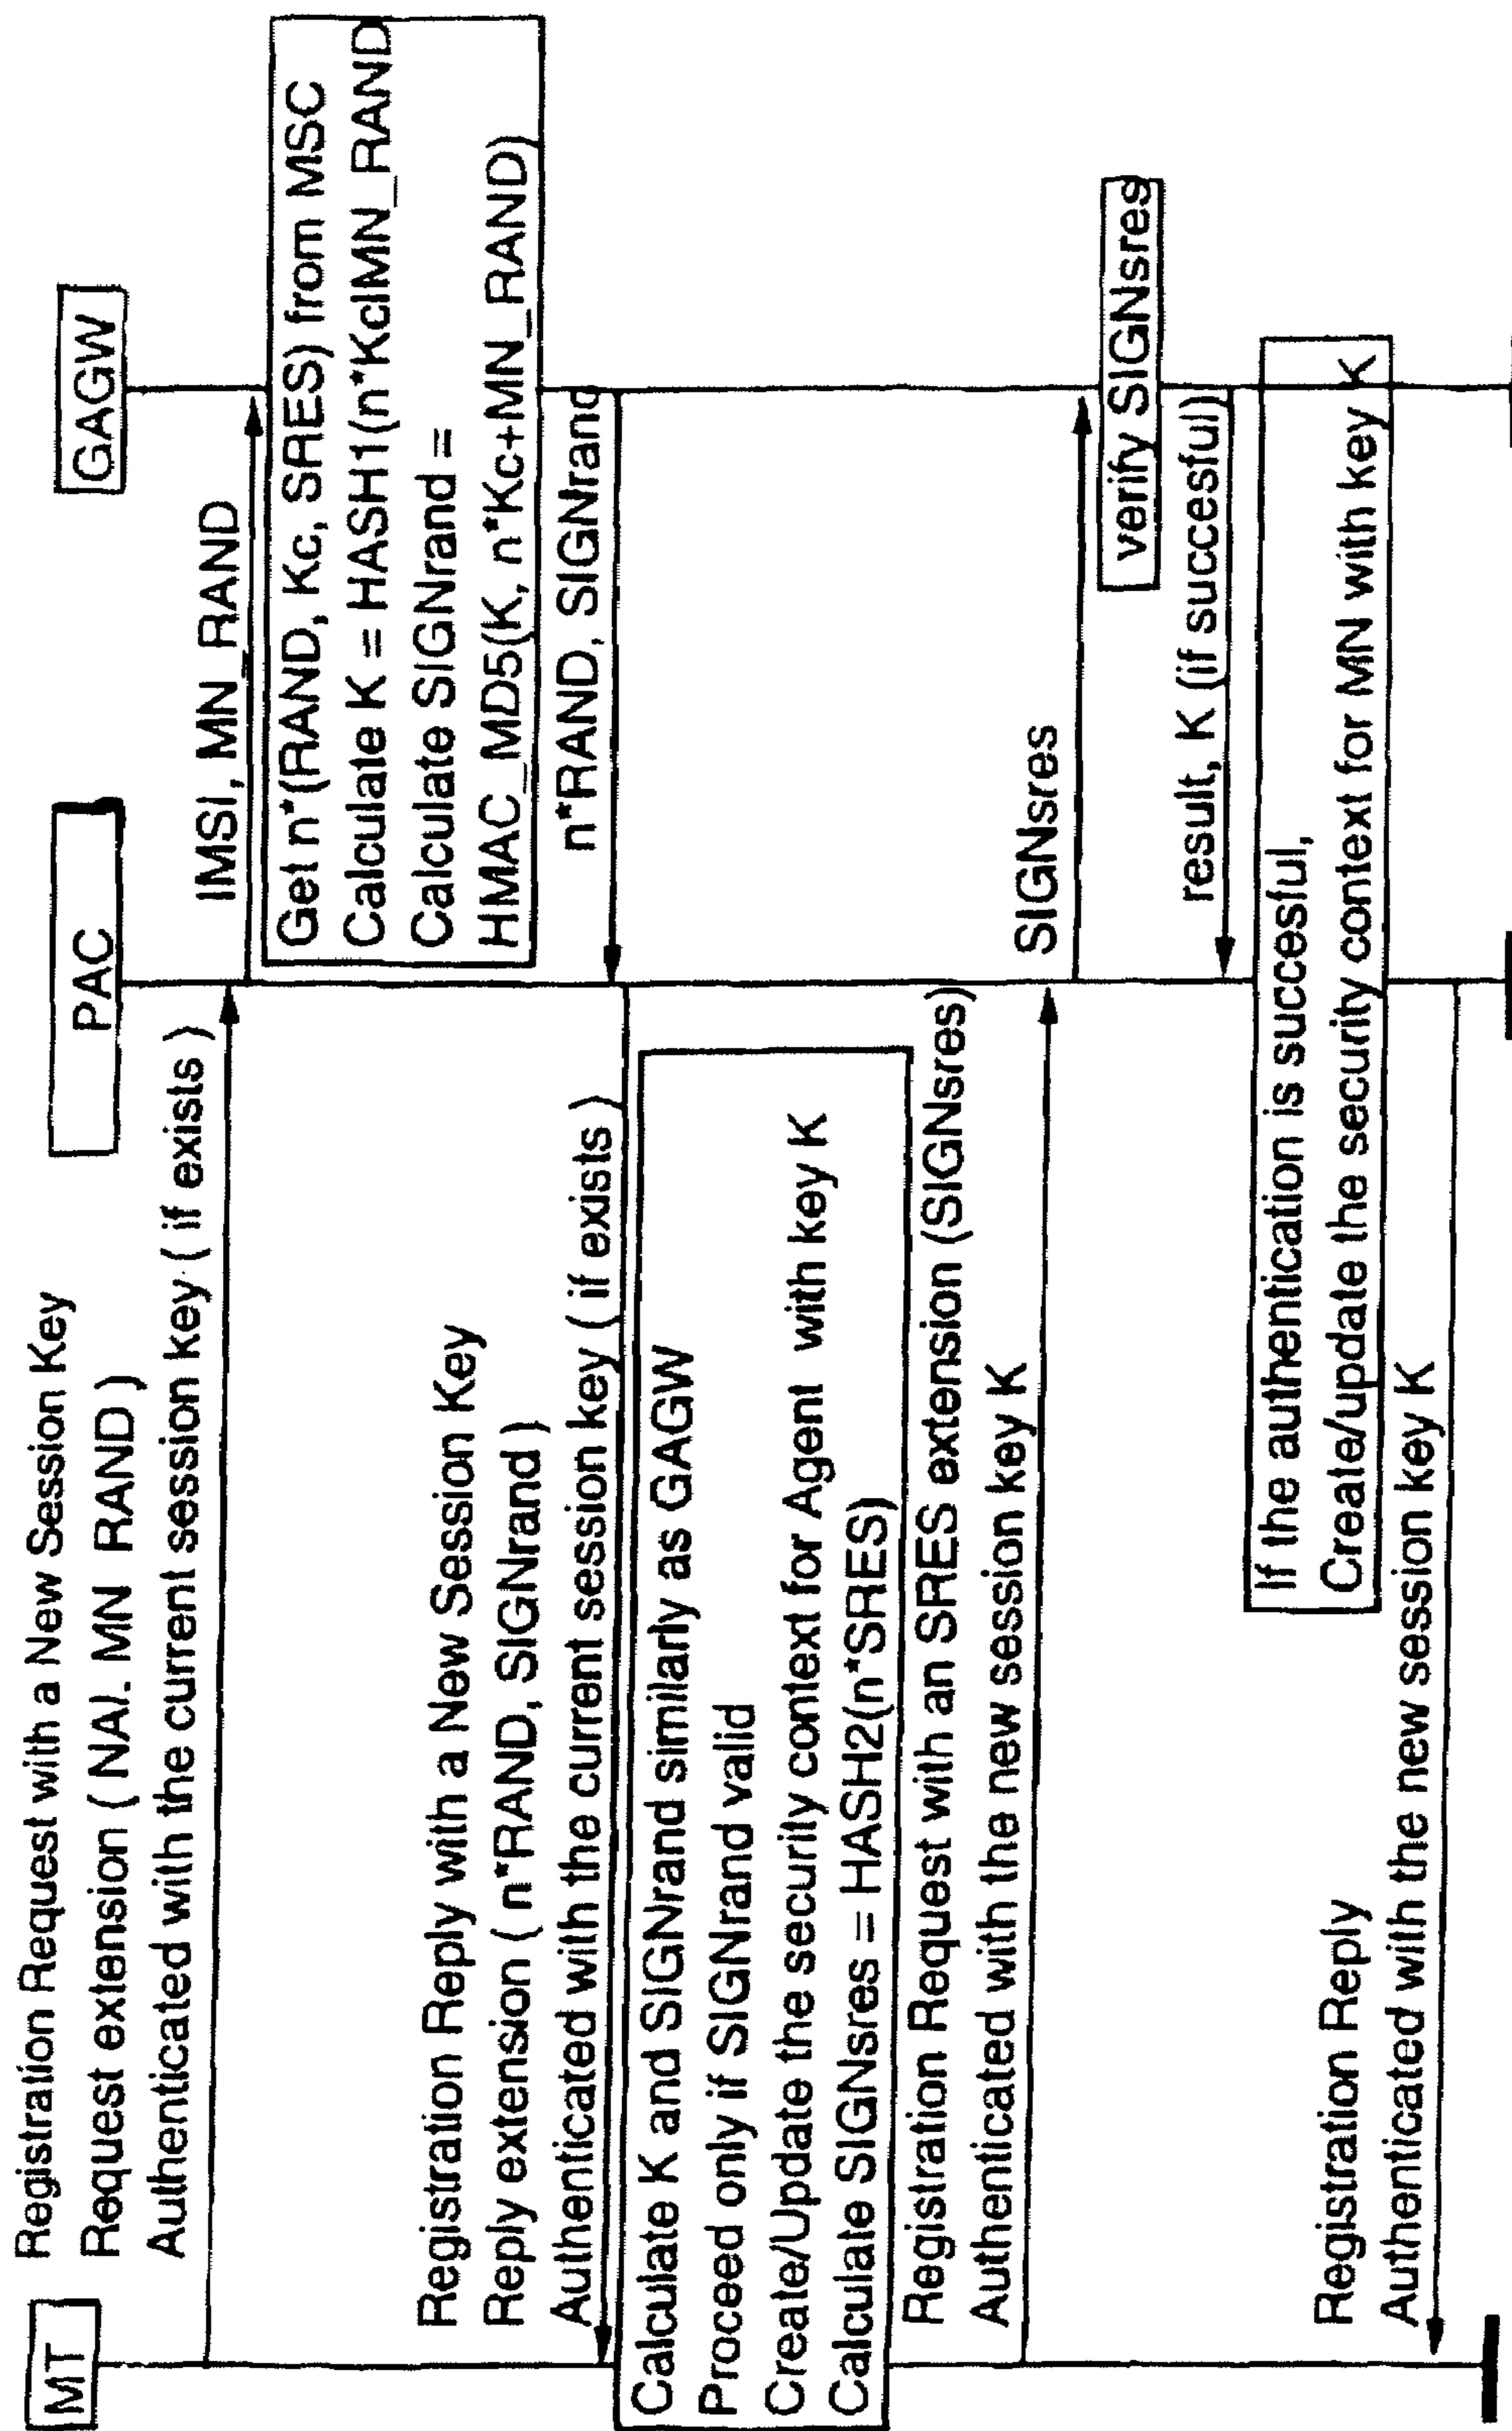 MT
PAC
GAGW
Registration Request with a New Session Key
Request extension ( NAI. MN RAND )
Authenticated with the current session key ( if exists )
IMSI, MN_RAND
Get n*(RAND, Kc, SRES) from MSC
Calculate K = HASH1(n*Kc|MN_RAND
Calculate SIGNrand =
HMAC_MD5(K, n*Kc+MN_RAND)
n*RAND, SIGNrand
Registration Reply with a New Session Key
Reply extension ( n*RAND, SIGNrand )
Authenticated with the current session key ( if exists )
Calculate K and SIGNrand similarly as GAGW
Proceed only if SIGNrand valid
Create/Update the security context for Agent with key K
Calculate SIGNsres = HASH2(n*SRES)
Registration Request with an SRES extension (SIGNsres)
Authenticated with the new session key K
SIGNsres
verify SIGNsres
result, K (if succesful)
If the authentication is succesful,
Create/update the security context for MN with key K
Registration Reply
Authenticated with the new session key K